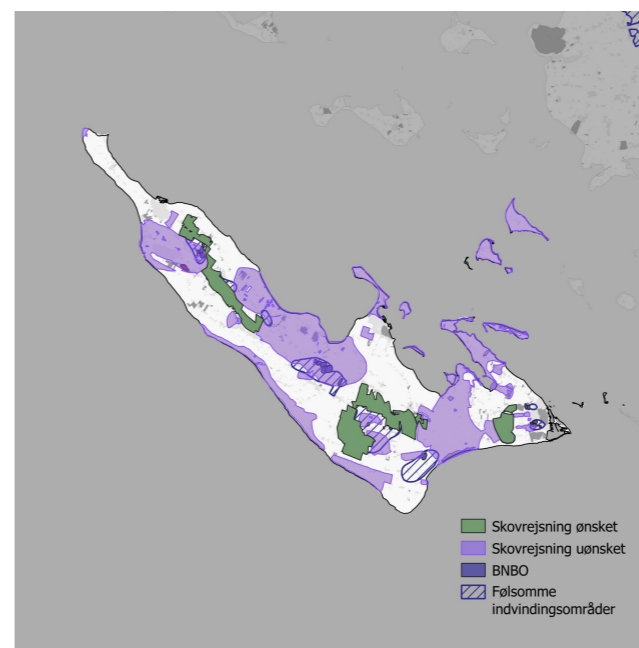 Skovrejsning ønsket
Skovrejsning uønsket
BNBO
Følsomme
indvindingsområder